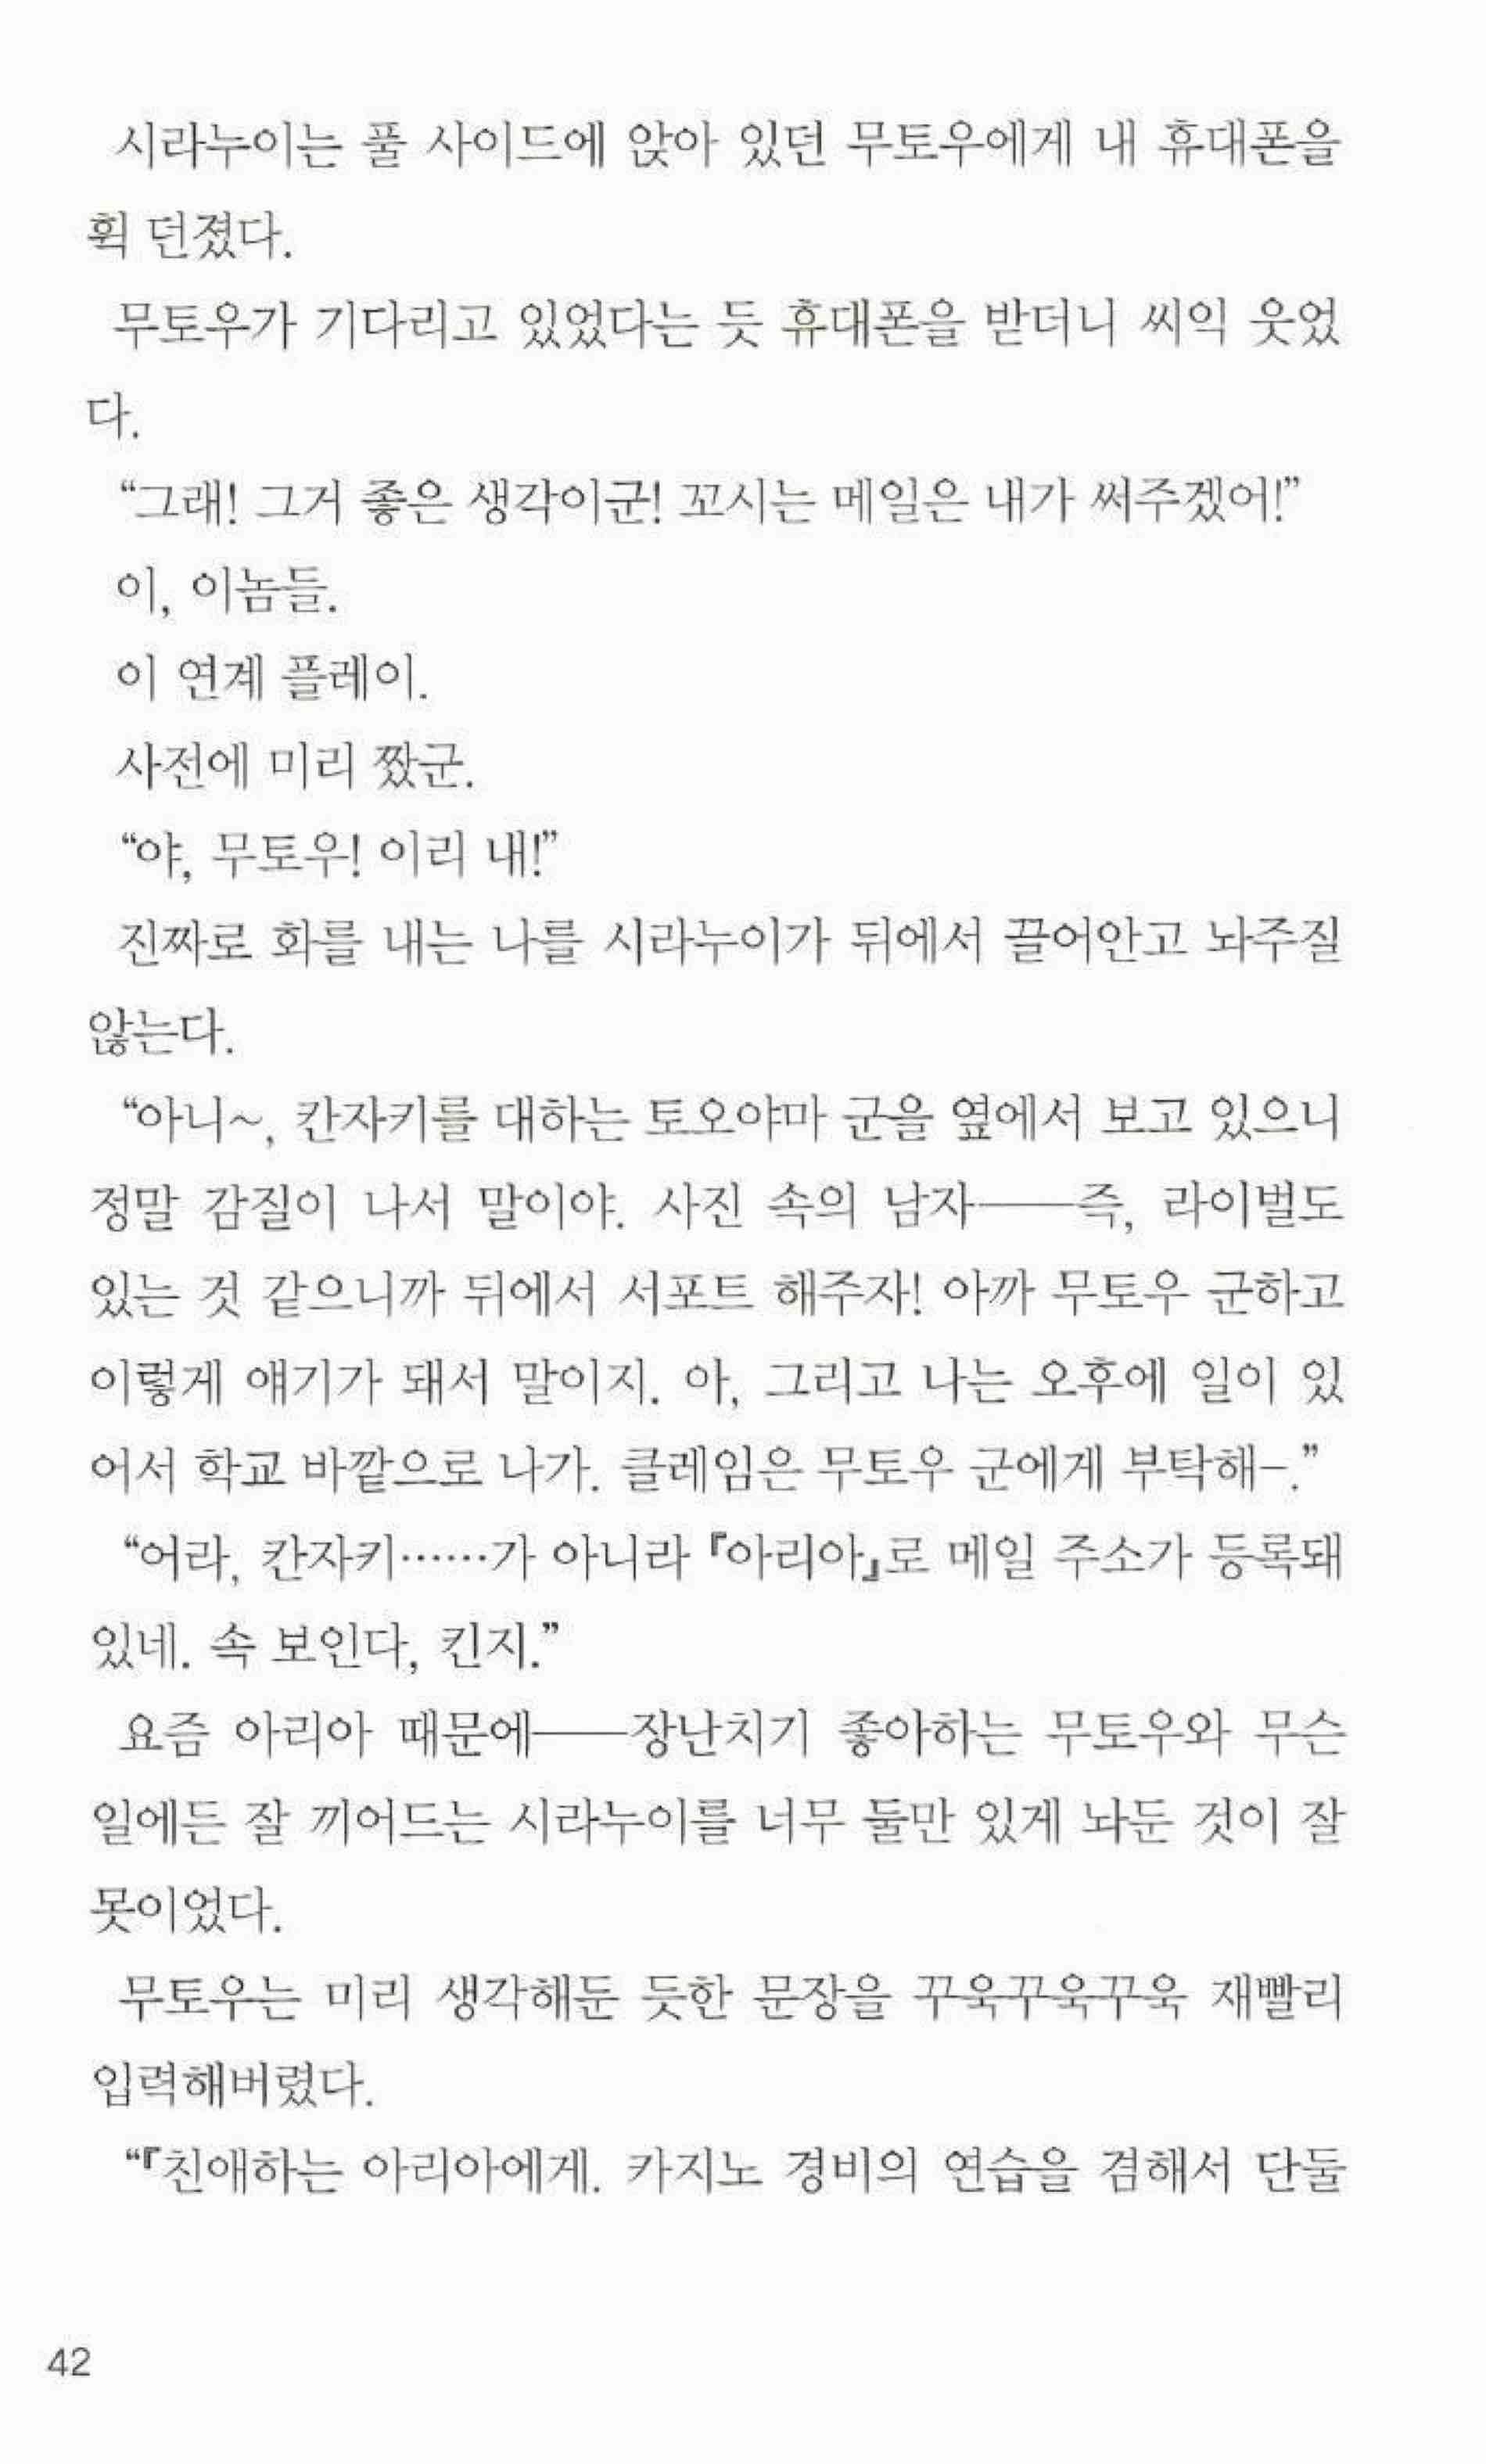 시라누이는 풀 사이드에 앉아 있던 무토우에게 내 휴대폰을
휙 던졌다.
무토우가 기다리고 있었다는 듯 휴대폰을 받더니 씨익 웃었
다.
“그래! 그거 좋은 생각이군! 꼬시는 메일은 내가 써주겠어!”
이, 이놈들.
이 연계 플레이.
사전에 미리 짰군.
“야, 무토우! 이리 내!”
진짜로 화를 내는 나를 시라누이가 뒤에서 끌어안고 놔주질
않는다.
“아니~, 칸자키를 대하는 토오야마 군을 옆에서 보고 있으니
정말 감질이 나서 말이야. 사진 속의 남자――즉, 라이벌도
있는 것 같으니까 뒤에서 서포트 해주자! 아까 무토우 군하고
이렇게 얘기가 돼서 말이지. 아, 그리고 나는 오후에 일이 있
어서 학교 바깥으로 나가. 클레임은 무토우 군에게 부탁해-.”
“어라, 칸자키……가 아니라 『아리아』로 메일 주소가 등록돼
있네. 속 보인다, 킨지.”
요즘 아리아 때문에――장난치기 좋아하는 무토우와 무슨
일에든 잘 끼어드는 시라누이를 너무 둘만 있게 놔둔 것이 잘
못이었다.
무토우는 미리 생각해둔 듯한 문장을 꾸욱꾸욱꾸욱 재빨리
입력해버렸다.
“『친애하는 아리아에게. 카지노 경비의 연습을 겸해서 단둘
42